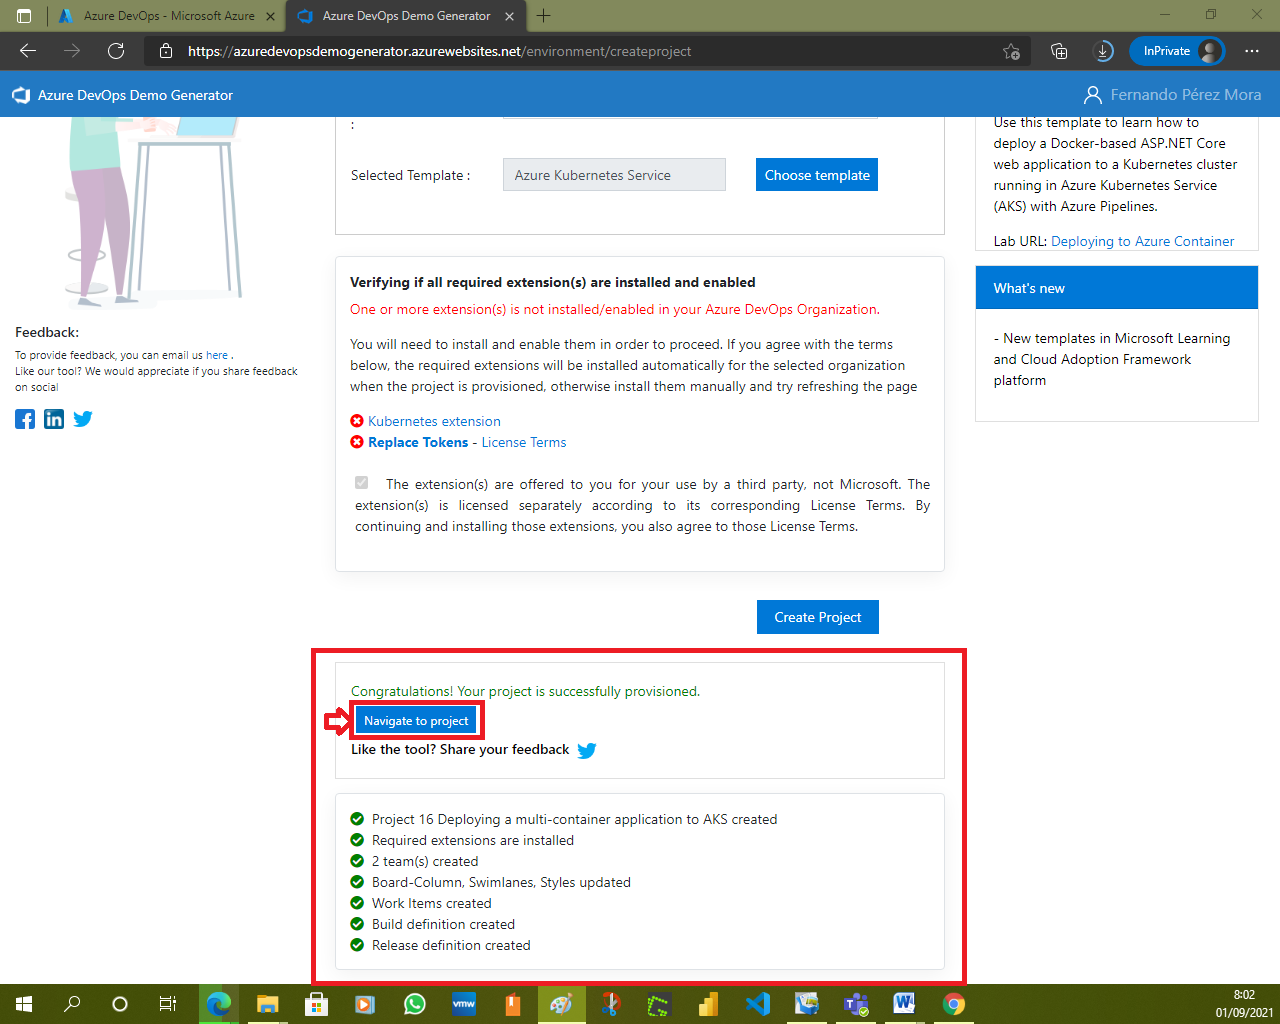 Azure DevOps - Microsoft Azure
Azure DevOps Demo Generator
https://azuredevopsdemogenerator.azurewebsites.net/environment/createproject
InPrivate
Azure DevOps Demo Generator
Fernando Pérez Mora
:
Selected Template :
Azure Kubernetes Service
Choose template
Use this template to learn how to
deploy a Docker-based ASP.NET Core
web application to a Kubernetes cluster
running in Azure Kubernetes Service
(AKS) with Azure Pipelines.
Lab URL: Deploying to Azure Container
What's new
- New templates in Microsoft Learning
and Cloud Adoption Framework
platform
Feedback:
To provide feedback, you can email us here .
Like our tool? We would appreciate if you share feedback
on social
Verifying if all required extension(s) are installed and enabled
One or more extension(s) is not installed/enabled in your Azure DevOps Organization.
You will need to install and enable them in order to proceed. If you agree with the terms
below, the required extensions will be installed automatically for the selected organization
when the project is provisioned, otherwise install them manually and try refreshing the page
Kubernetes extension
Replace Tokens - License Terms
The extension(s) are offered to you for your use by a third party, not Microsoft. The
extension(s) is licensed separately according to its corresponding License Terms. By
continuing and installing those extensions, you also agree to those License Terms.
Create Project
Congratulations! Your project is successfully provisioned.
Navigate to project
Like the tool? Share your feedback
Project 16 Deploying a multi-container application to AKS created
Required extensions are installed
2 team(s) created
Board-Column, Swimlanes, Styles updated
Work Items created
Build definition created
Release definition created
vmw
8:02
01/09/2021